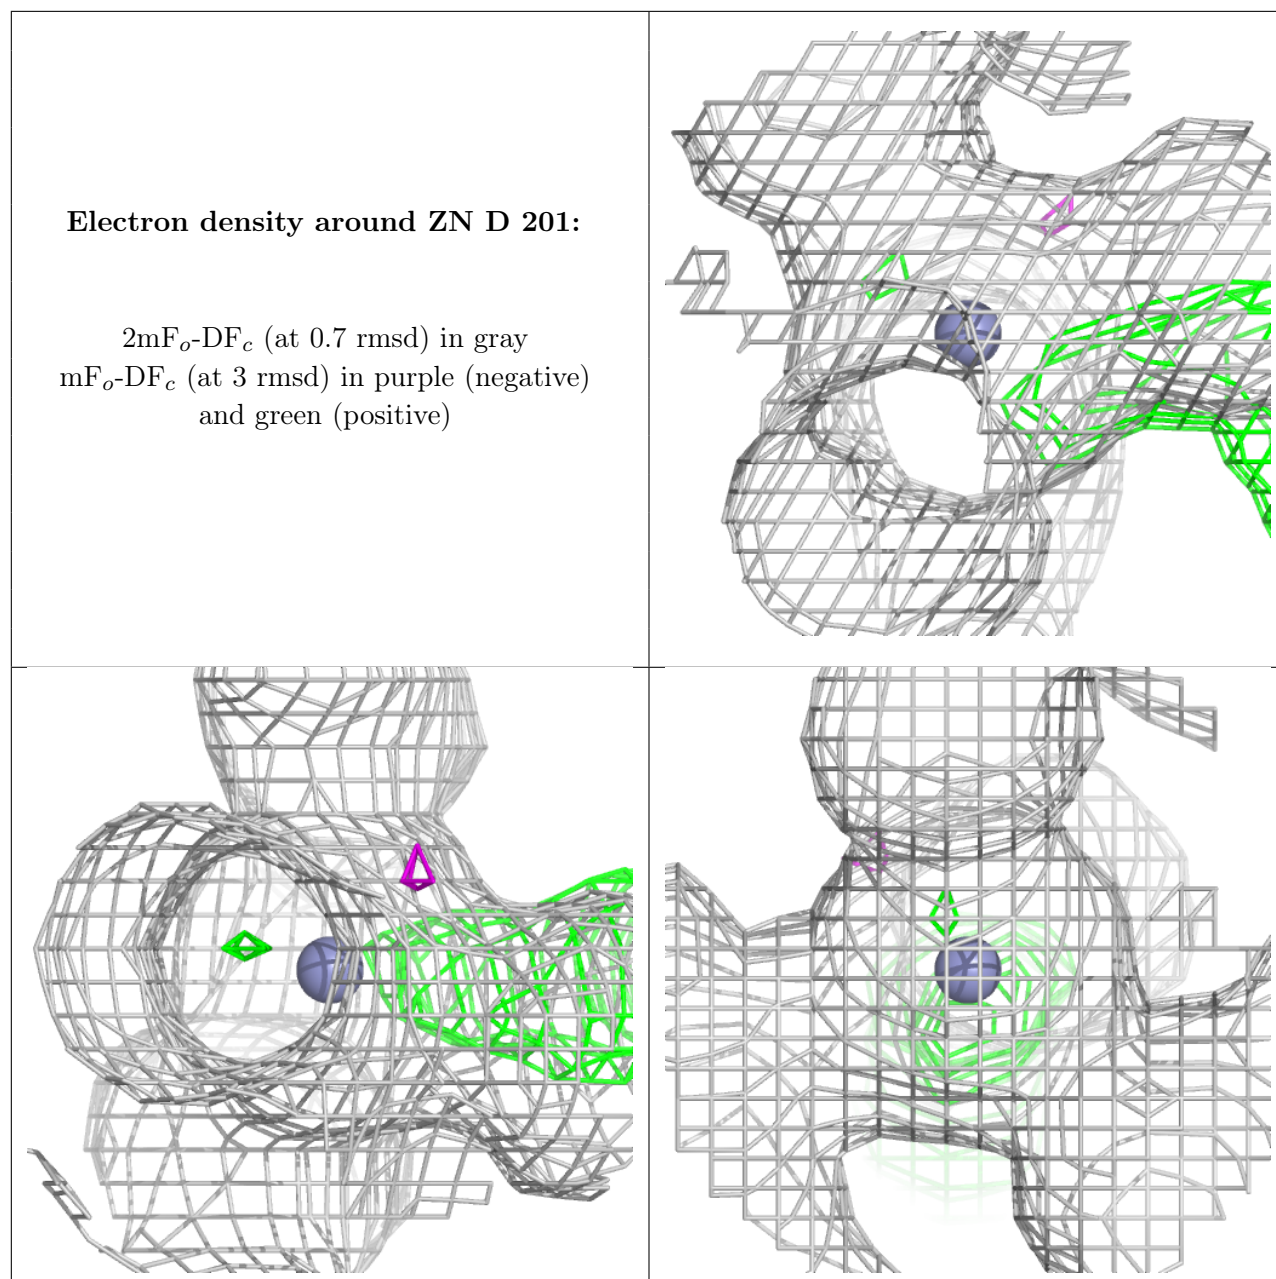 Electron density around ZN D 201:
2mFo-DFc (at 0.7 rmsd) in gray
mFo-DFc (at 3 rmsd) in purple (negative)
and green (positive)